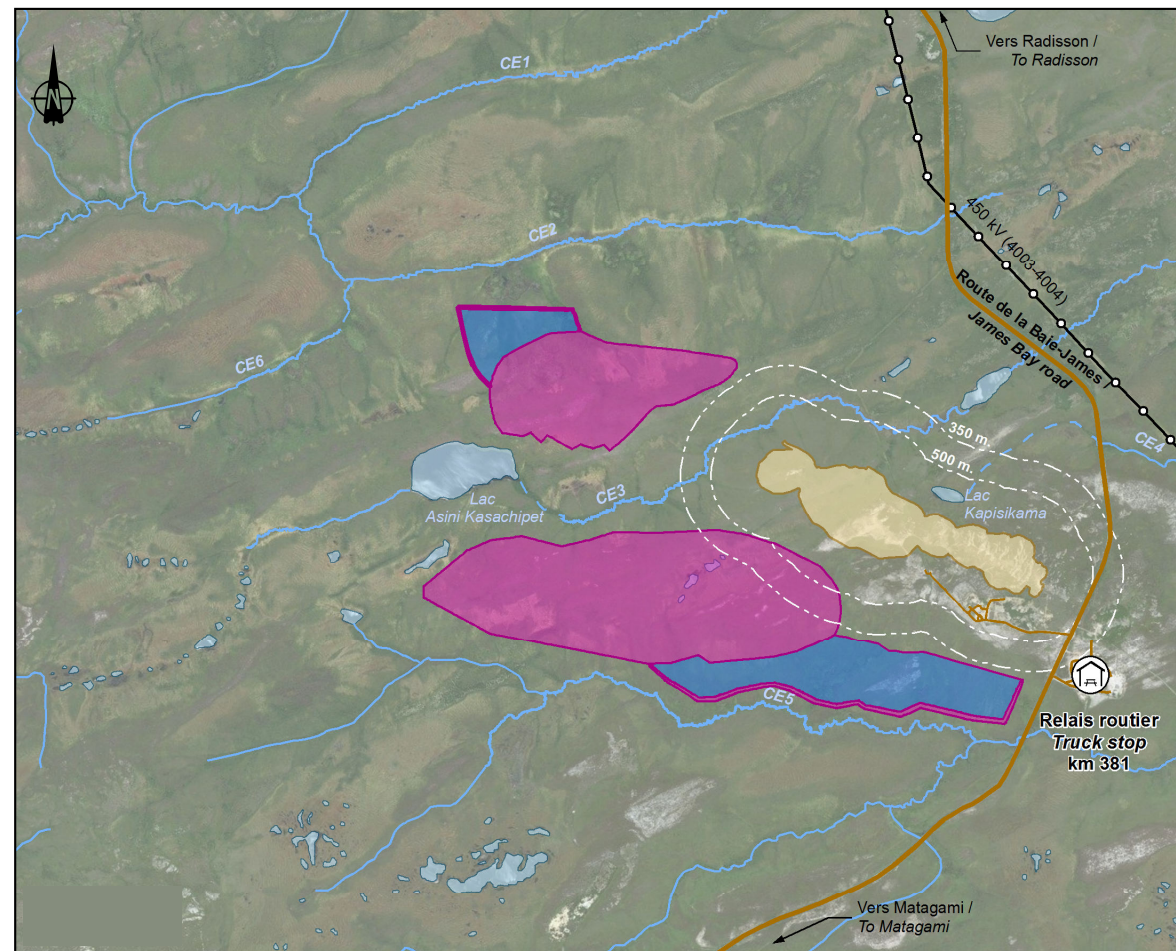 N
CE1
Vers Radisson /
To Radisson
450 kV (4003-4004)
CE2
Route de la Baie-James /
James Bay road
CE6
350 m.
CE4
500 m.
Lac
Asini Kasachipet
CE3
Lac
Kapisikama
CE5
Relais routier
Truck stop
km 381
Vers Matagami /
To Matagami